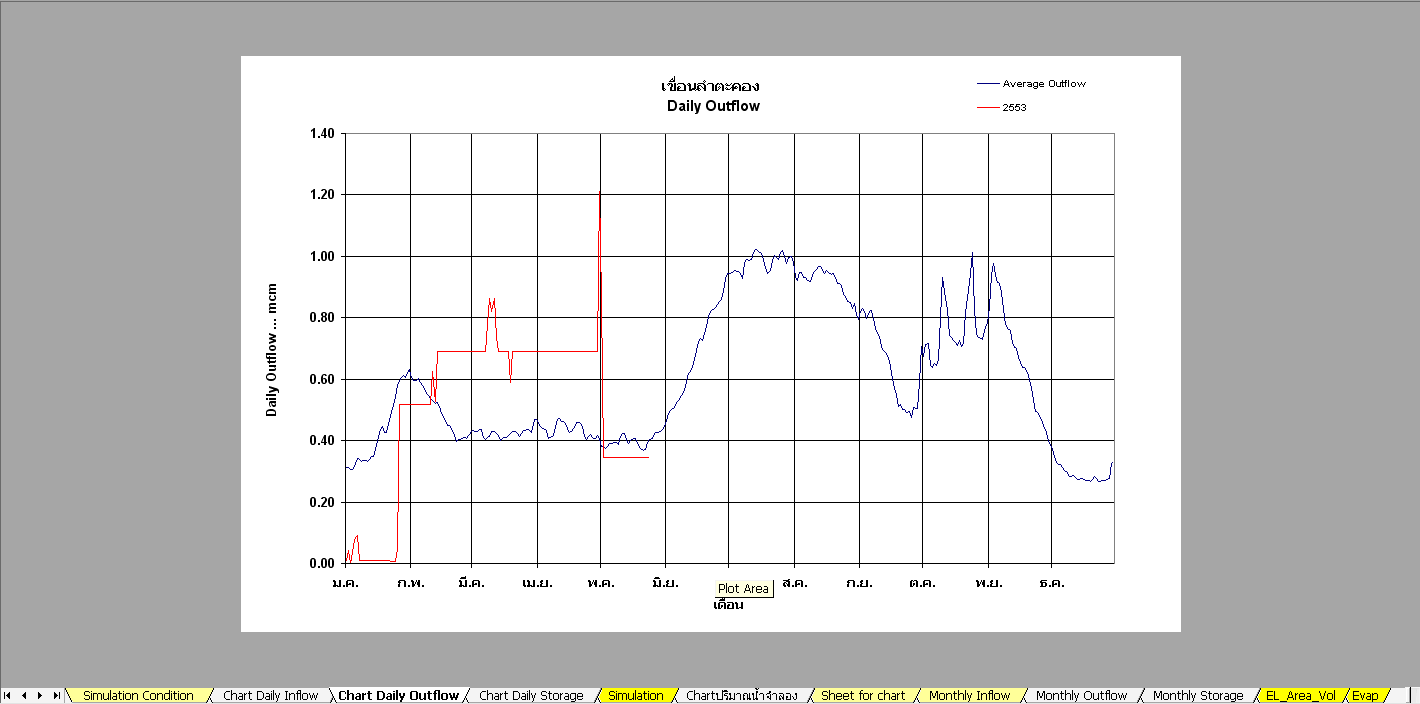 เขื่อนลำตะคอง
Daily Outflow
Average Outflow
2553
Daily Outflow ... mcm
1.40
1.20
1.00
0.80
0.60
0.40
0.20
0.00
ม.ค. ก.พ. มี.ค. เม.ย. พ.ค. มิ.ย. ส.ค. ก.ย. ต.ค. พ.ย. ธ.ค.
Plot Area
เดือน
Simulation Condition Chart Daily Inflow Chart Daily Outflow Chart Daily Storage Simulation Chartปริมาณน้ำจำลอง Sheet for chart Monthly Inflow Monthly Outflow Monthly Storage EL_Area_Vol Evap